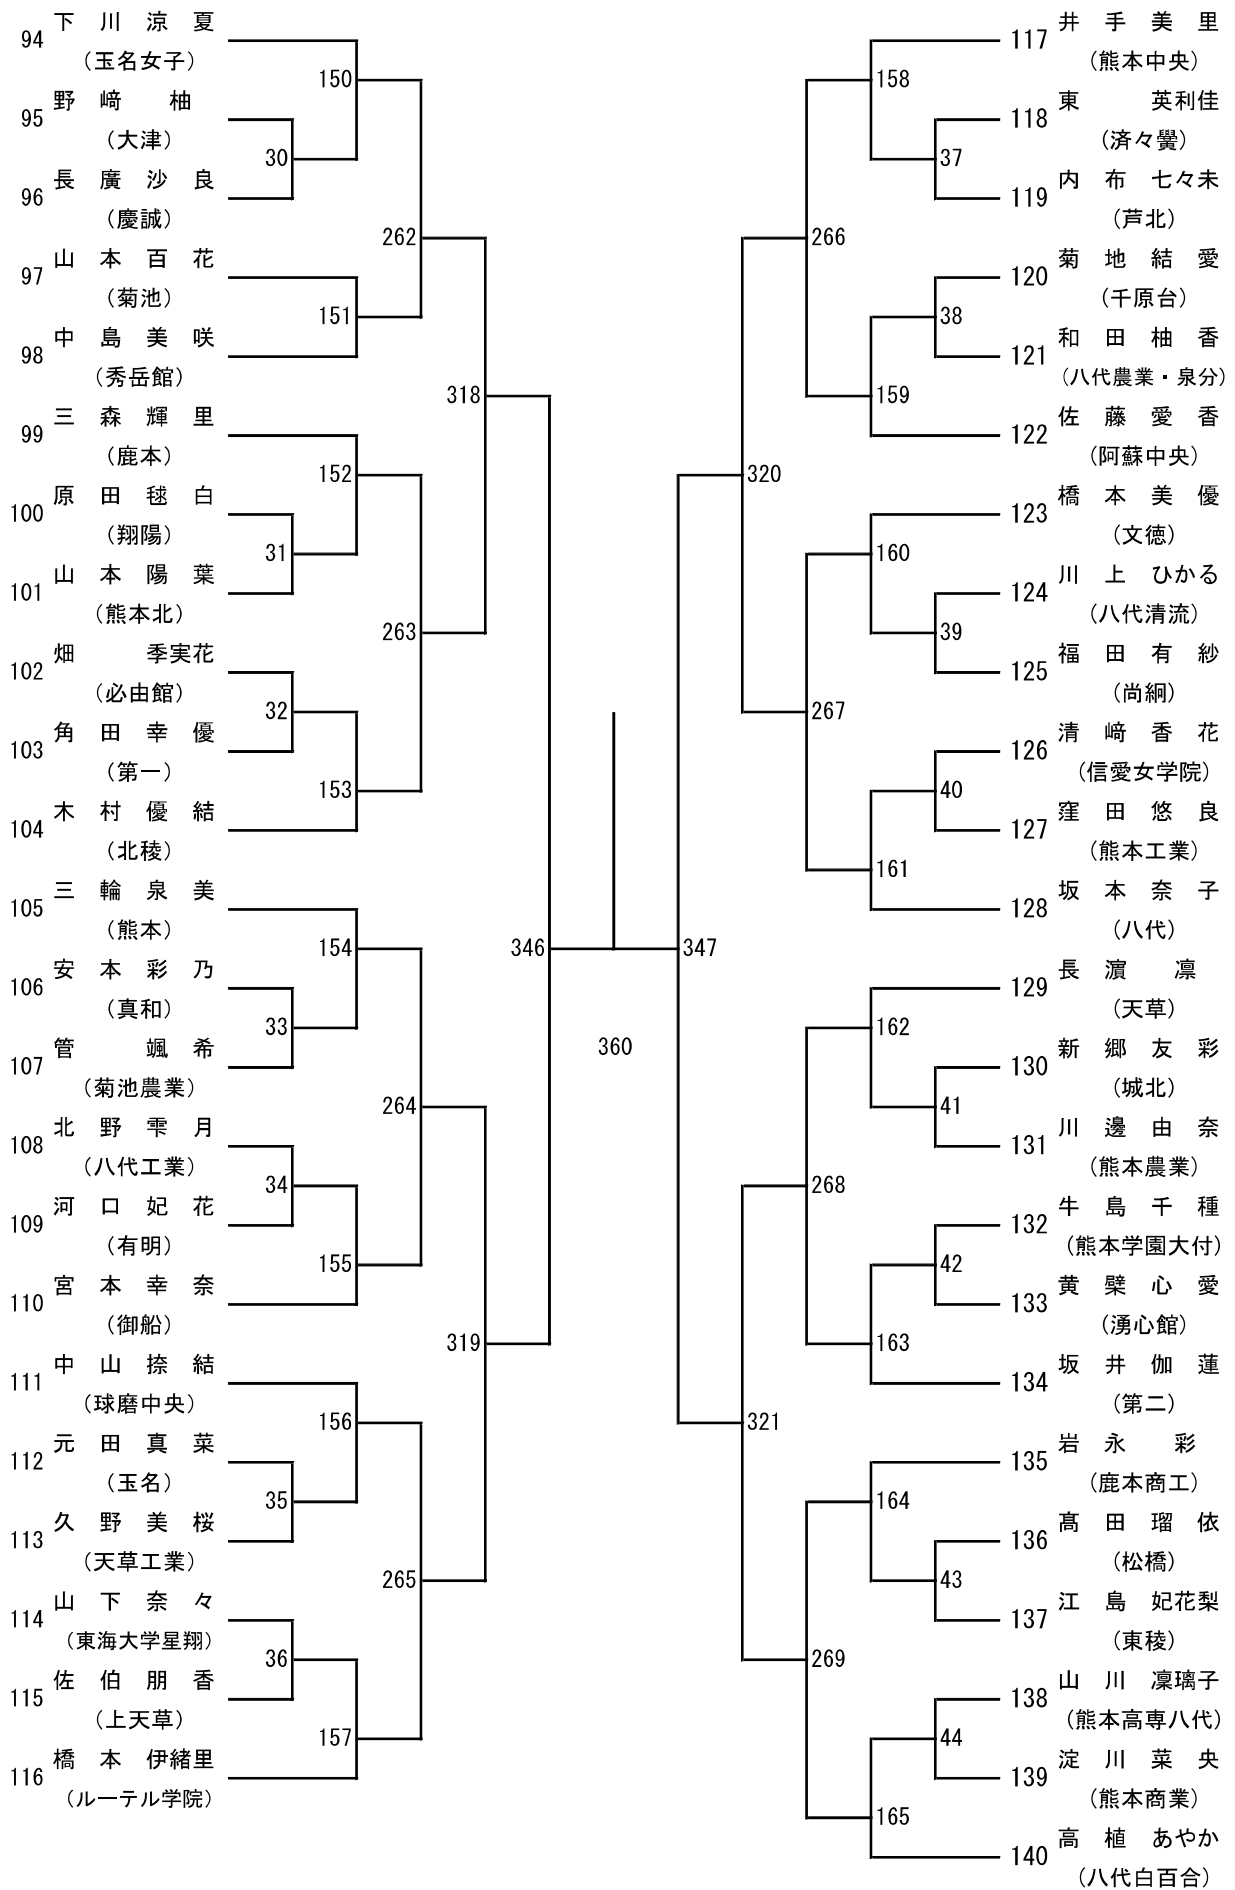 94 下川涼夏
(玉名女子)
95 野﨑柚
(大津)
96 長廣沙良
(慶誠)
97 山本百花
(菊池)
98 中島美咲
(秀岳館)
99 三森輝里
(鹿本)
100 原田毬白
(翔陽)
101 山本陽葉
(熊本北)
102 畑季実花
(必由館)
103 角田幸優
(第一)
104 木村優結
(北稜)
105 三輪泉美
(熊本)
106 安本彩乃
(真和)
107 管颯希
(菊池農業)
108 北野雫月
(八代工業)
109 河口妃花
(有明)
110 宮本幸奈
(御船)
111 中山捺結
(球磨中央)
112 元田真菜
(玉名)
113 久野美桜
(天草工業)
114 山下奈々
(東海大学星翔)
115 佐伯朋香
(上天草)
116 橋本伊緒里
(ルーテル学院)
30
31
32
33
34
35
36
150
151
152
153
154
155
156
157
262
263
264
265
318
319
346
360
347
320
321
266
267
268
269
158
159
160
161
162
163
164
165
37
38
39
40
41
42
43
44
117 井手美里
(熊本中央)
118 東英利佳
(済々黌)
119 内布七々未
(芦北)
120 菊地結愛
(千原台)
121 和田柚香
(八代農業・泉分)
122 佐藤愛香
(阿蘇中央)
123 橋本美優
(文徳)
124 川上ひかる
(八代清流)
125 福田有紗
(尚絅)
126 清﨑香花
(信愛女学院)
127 窪田悠良
(熊本工業)
128 坂本奈子
(八代)
129 長濵凛
(天草)
130 新郷友彩
(城北)
131 川邊由奈
(熊本農業)
132 牛島千種
(熊本学園大付)
133 黄檗心愛
(湧心館)
134 坂井伽蓮
(第二)
135 岩永彩
(鹿本商工)
136 髙田瑠依
(松橋)
137 江島妃花梨
(東稜)
138 山川凜璃子
(熊本高専八代)
139 淀川菜央
(熊本商業)
140 高植あやか
(八代白百合)